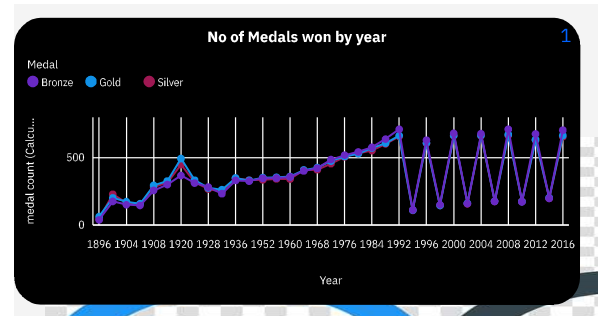 No of Medals won by year
1
Medal
Bronze Gold Silver
medal count (Calcu...
500
0
1896 1904 1908 1920 1928 1936 1952 1960 1968 1976 1984 1992 1996 2000 2004 2008 2012 2016
Year